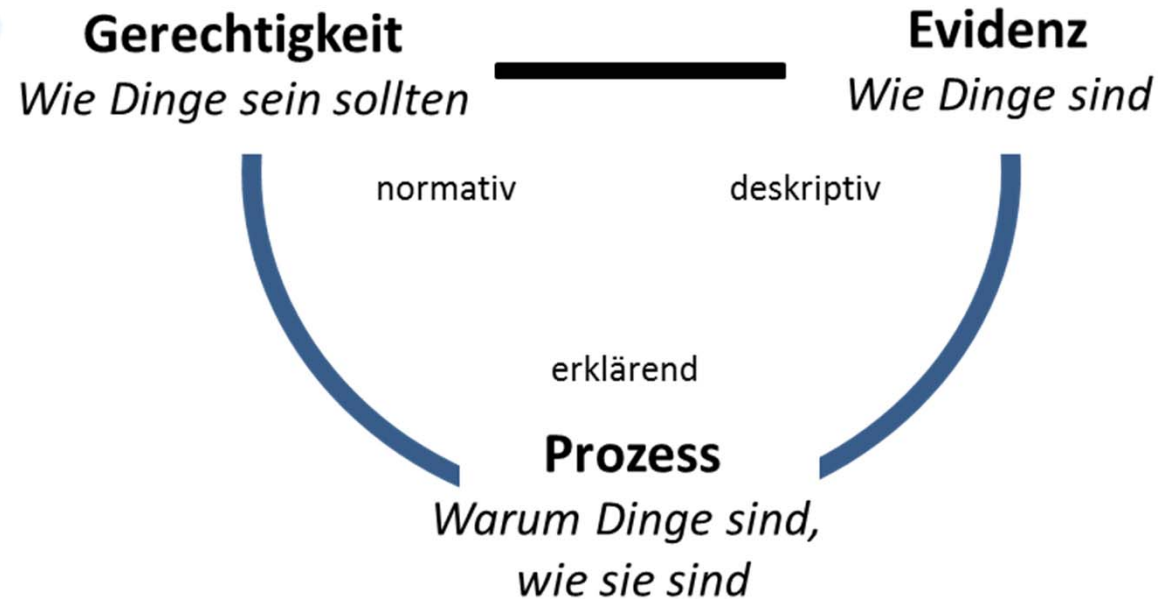 Gerechtigkeit
Wie Dinge sein sollten
Evidenz
Wie Dinge sind
normativ
deskriptiv
erklärend
Prozess
Warum Dinge sind,
wie sie sind